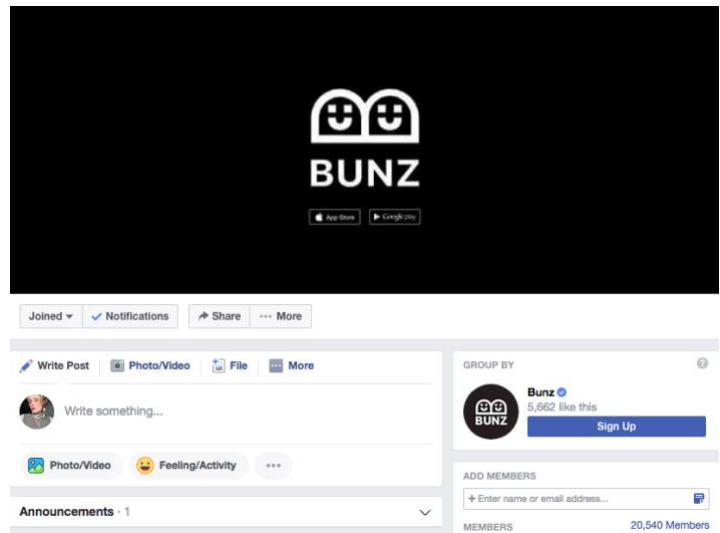 BUNZ
App Store Google play
Joined Notifications Share More
Write Post Photo/Video File More
Write something...
Photo/Video Feeling/Activity
Announcements · 1
GROUP BY
Bunz
5,662 like this
BUNZ
Sign Up
ADD MEMBERS
+ Enter name or email address...
MEMBERS 20,540 Members